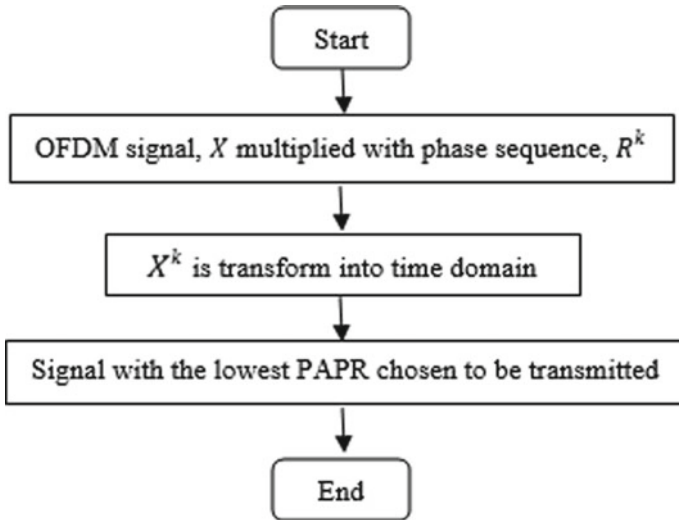 Start
OFDM signal, X multiplied with phase sequence, R^k
X^k is transform into time domain
Signal with the lowest PAPR chosen to be transmitted
End